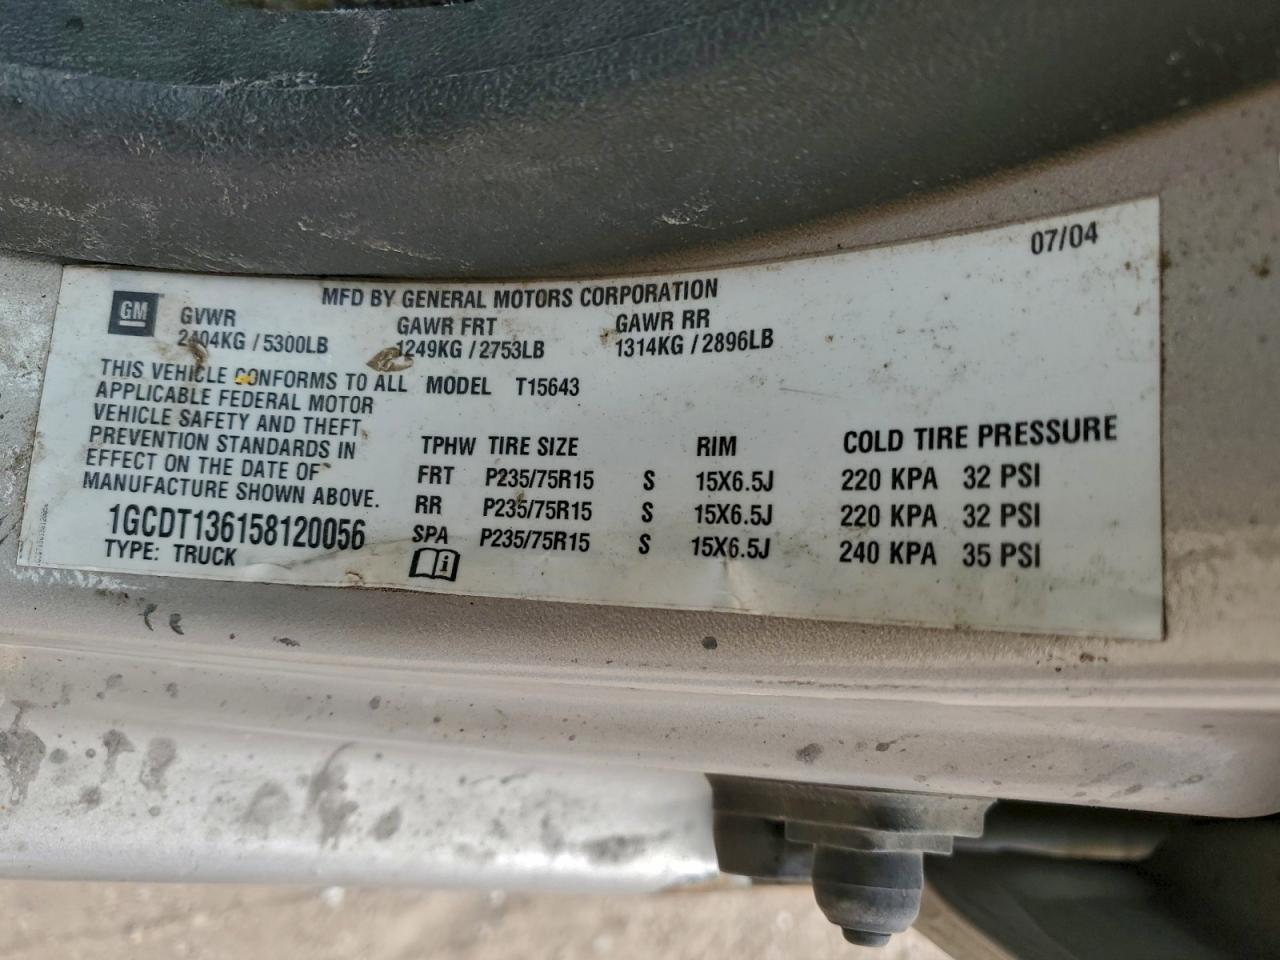 07/04
MFD BY GENERAL MOTORS CORPORATION
GM
GVWR GAWR FRT GAWR RR
2404KG / 5300LB 1249KG / 2753LB 1314KG / 2896LB
THIS VEHICLE CONFORMS TO ALL
APPLICABLE FEDERAL MOTOR
VEHICLE SAFETY AND THEFT
PREVENTION STANDARDS IN
EFFECT ON THE DATE OF
MANUFACTURE SHOWN ABOVE.
1GCDT136158120056
TYPE: TRUCK
MODEL T15643
TPHW TIRE SIZE RIM COLD TIRE PRESSURE
FRT P235/75R15 S 15X6.5J 220 KPA 32 PSI
RR P235/75R15 S 15X6.5J 220 KPA 32 PSI
SPA P235/75R15 S 15X6.5J 240 KPA 35 PSI
i